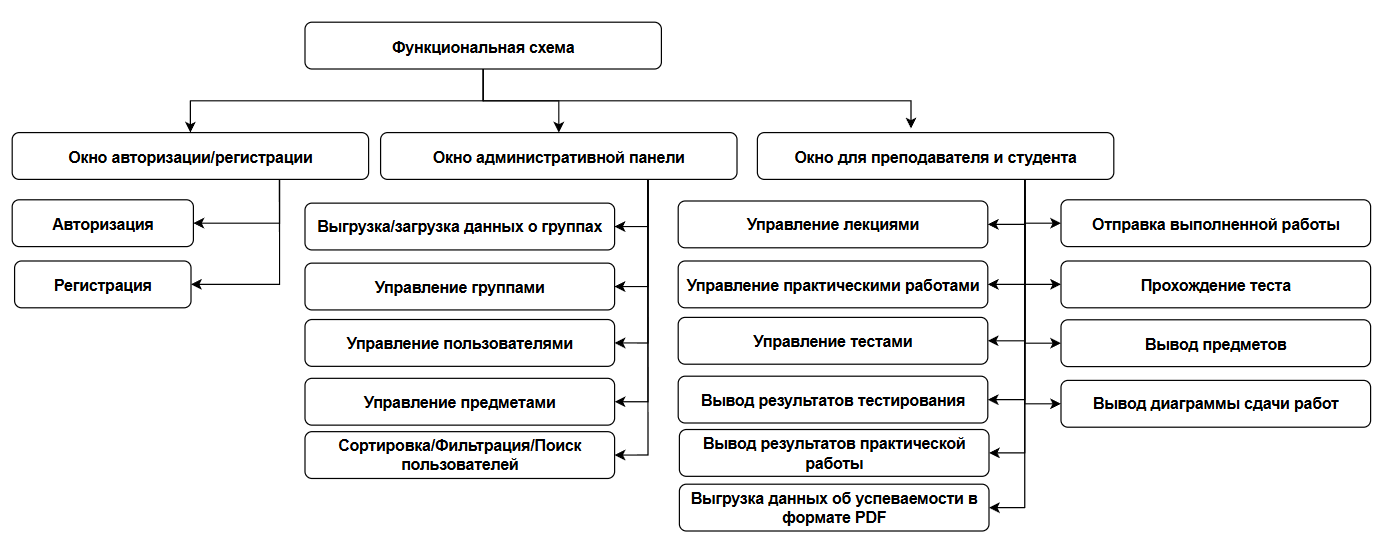 Функциональная схема
Окно авторизации/регистрации
Окно административной панели
Окно для преподавателя и студента
Авторизация
Регистрация
Выгрузка/загрузка данных о группах
Управление группами
Управление пользователями
Управление предметами
Сортировка/Фильтрация/Поиск
пользователей
Управление лекциями
Управление практическими работами
Управление тестами
Вывод результатов тестирования
Вывод результатов практической
работы
Выгрузка данных об успеваемости в
формате PDF
Отправка выполненной работы
Прохождение теста
Вывод предметов
Вывод диаграммы сдачи работ